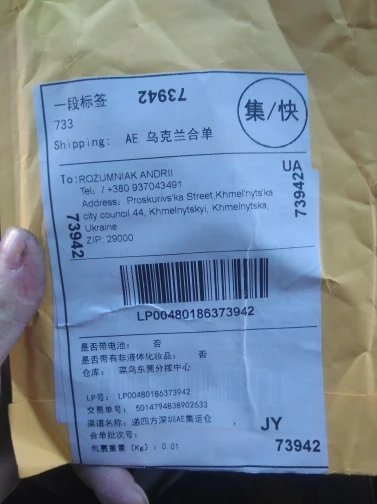 一段标签
73942
733
集/快
Shipping: AE 乌克兰合单
To:ROZUMNIAK ANDRII
UA
Tel: / +380 937043491
Address: Proskurivs'ka Street,Khmel'nyts'ka
city council 44, Khmelnytskyi, Khmelnytska,
Ukraine
ZIP: 29000
73942
73942
LP00480186373942
是否带电池: 否
是否带有非液体化妆品: 否
仓库: 菜鸟东莞分拨中心
LP号: LP00480186373942
交易单号: 5014794838902633
渠道名称: 递四方深圳AE集运仓
合单批次号:
包裹重量 (Kg): 0.01
JY
73942